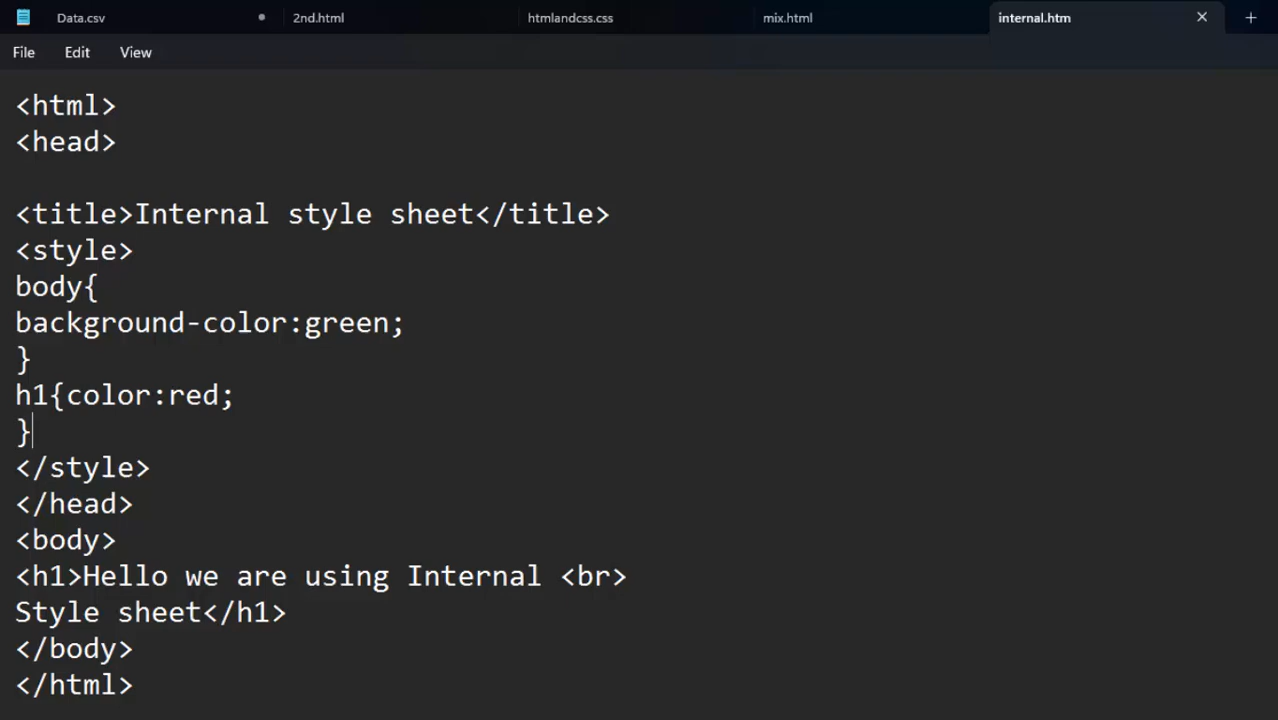 Data.csv 2nd.html htmlandcss.css mix.html internal.htm
File Edit View
<html>
<head>
<title>Internal style sheet</title>
<style>
body{
background-color:green;
}
h1{color:red;
}
</style>
</head>
<body>
<h1>Hello we are using Internal <br>
Style sheet</h1>
</body>
</html>